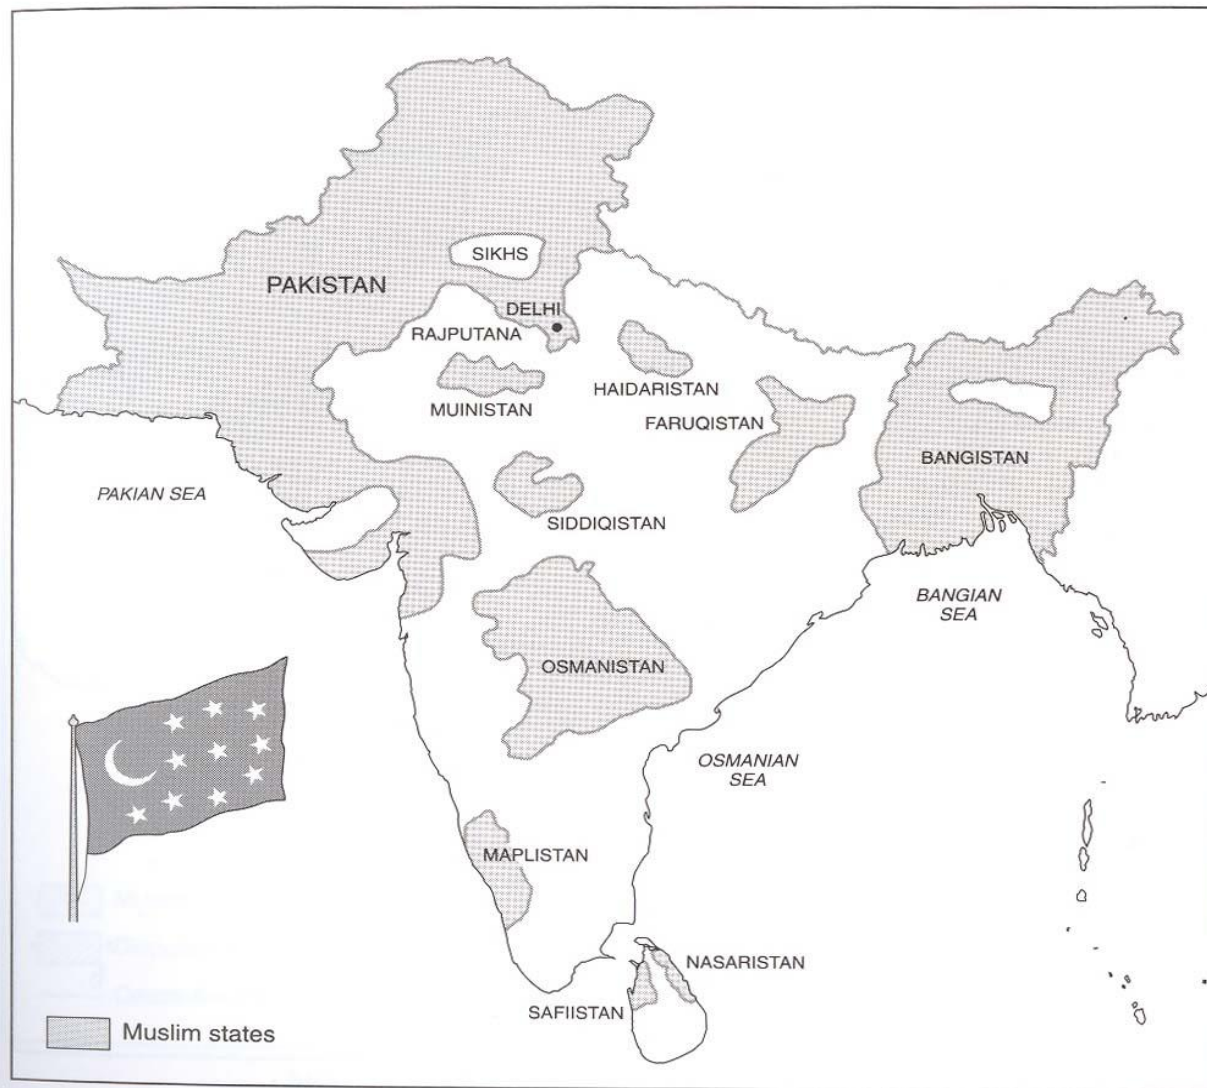 SIKHS
PAKISTAN
DELHI
RAJPUTANA
HAIDARISTAN
MUINISTAN
FARUQISTAN
BANGISTAN
PAKIAN SEA
SIDDIQISTAN
BANGIAN
SEA
OSMANISTAN
OSMANIAN
SEA
MAPLISTAN
NASARISTAN
SAFIISTAN
Muslim states